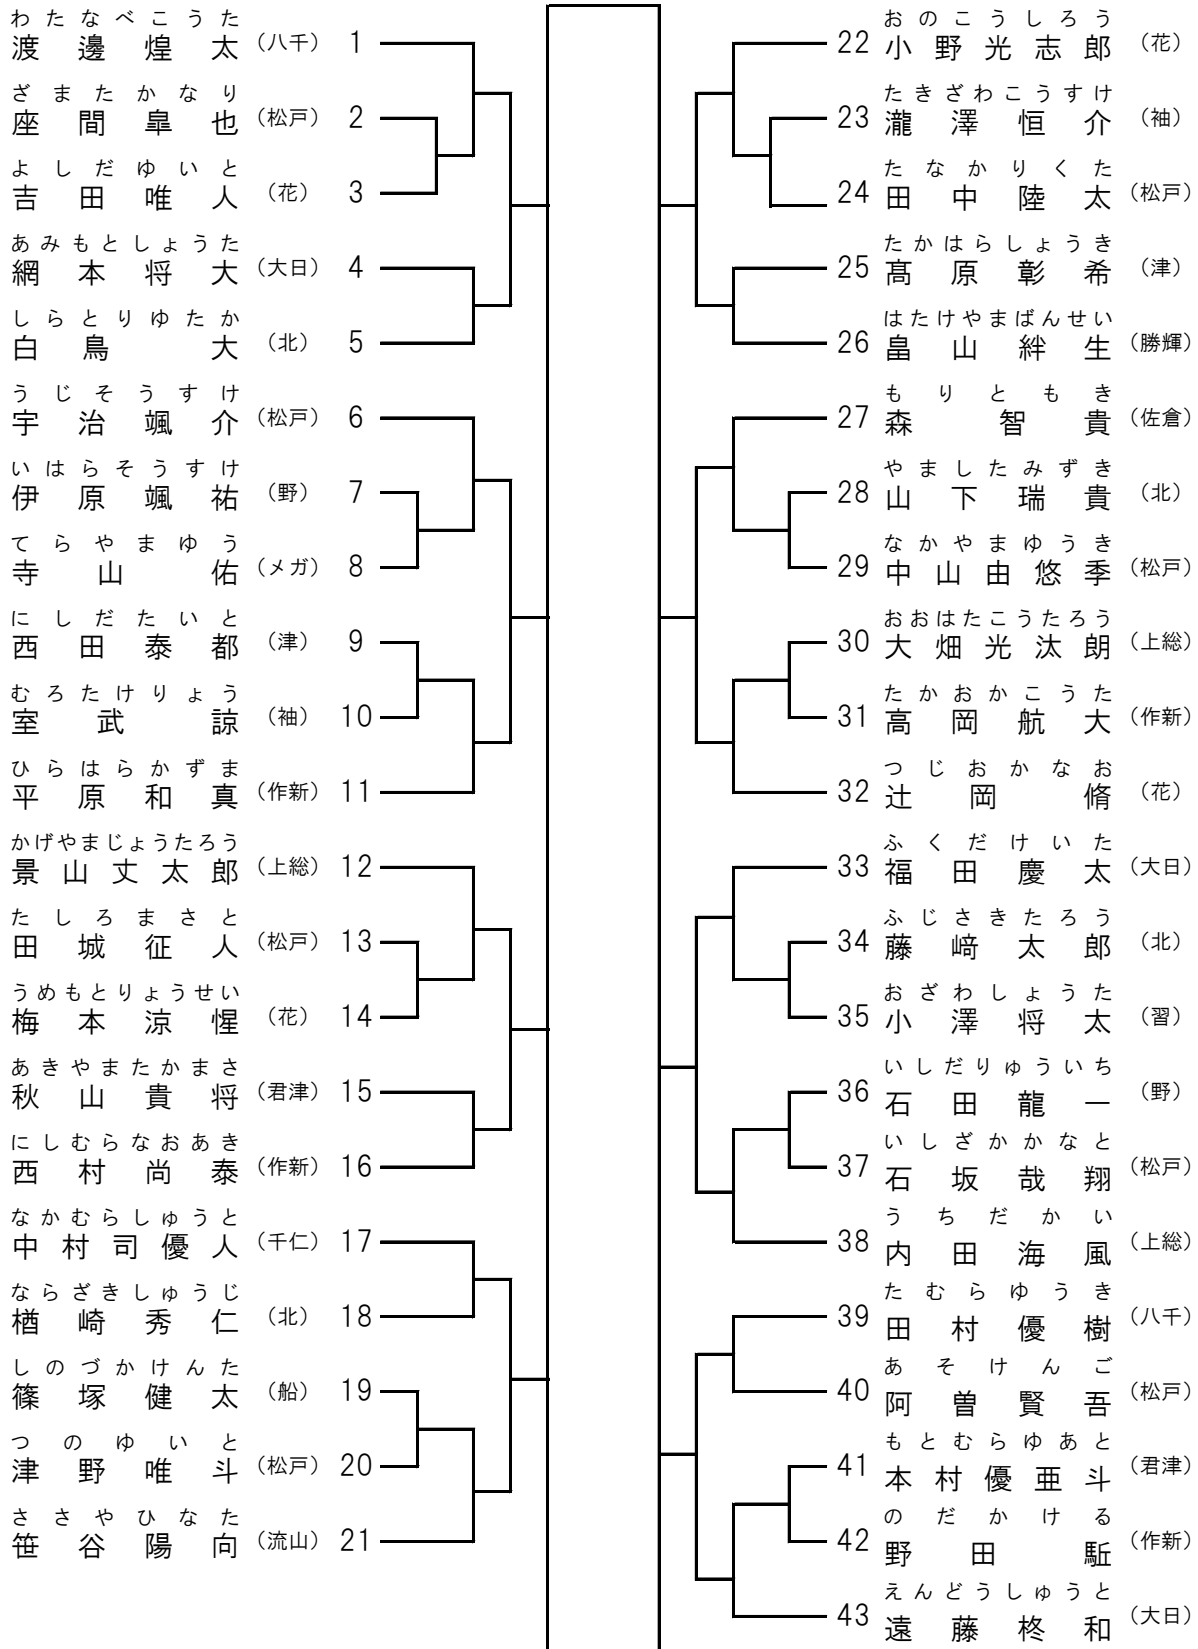 わたなべこうた
渡邊煌太 (八千) 1
ざまたかなり
座間皐也 (松戸) 2
よしだゆいと
吉田唯人 (花) 3
あみもとしょうた
網本将大 (大日) 4
しらとりゆたか
白鳥大 (北) 5
うじそうすけ
宇治颯介 (松戸) 6
いはらそうすけ
伊原颯祐 (野) 7
てらやまゆう
寺山佑 (メガ) 8
にしだたいと
西田泰都 (津) 9
むろたけりょう
室武諒 (袖) 10
ひらはらかずま
平原和真 (作新) 11
かげやまじょうたろう
景山丈太郎 (上総) 12
たしろまさと
田城征人 (松戸) 13
うめもとりょうせい
梅本涼惺 (花) 14
あきやまたかまさ
秋山貴将 (君津) 15
にしむらなおあき
西村尚泰 (作新) 16
なかむらしゅうと
中村司優人 (千仁) 17
ならざきしゅうじ
楢崎秀仁 (北) 18
しのづかけんた
篠塚健太 (船) 19
つのゆいと
津野唯斗 (松戸) 20
ささやひなた
笹谷陽向 (流山) 21
おのこうしろう
22 小野光志郎 (花)
たきざわこうすけ
23 瀧澤恒介 (袖)
たなかりくた
24 田中陸太 (松戸)
たかはらしょうき
25 髙原彰希 (津)
はたけやまばんせい
26 畠山絆生 (勝輝)
もりともき
27 森智貴 (佐倉)
やましたみずき
28 山下瑞貴 (北)
なかやまゆうき
29 中山由悠季 (松戸)
おおはたこうたろう
30 大畑光汰朗 (上総)
たかおかこうた
31 高岡航大 (作新)
つじおかなお
32 辻岡脩 (花)
ふくだけいた
33 福田慶太 (大日)
ふじさきたろう
34 藤﨑太郎 (北)
おざわしょうた
35 小澤将太 (習)
いしだりゅういち
36 石田龍一 (野)
いしざかかなと
37 石坂哉翔 (松戸)
うちだかい
38 内田海風 (上総)
たむらゆうき
39 田村優樹 (八千)
あそけんご
40 阿曽賢吾 (松戸)
もとむらゆあと
41 本村優亜斗 (君津)
のだかける
42 野田駈 (作新)
えんどうしゅうと
43 遠藤柊和 (大日)